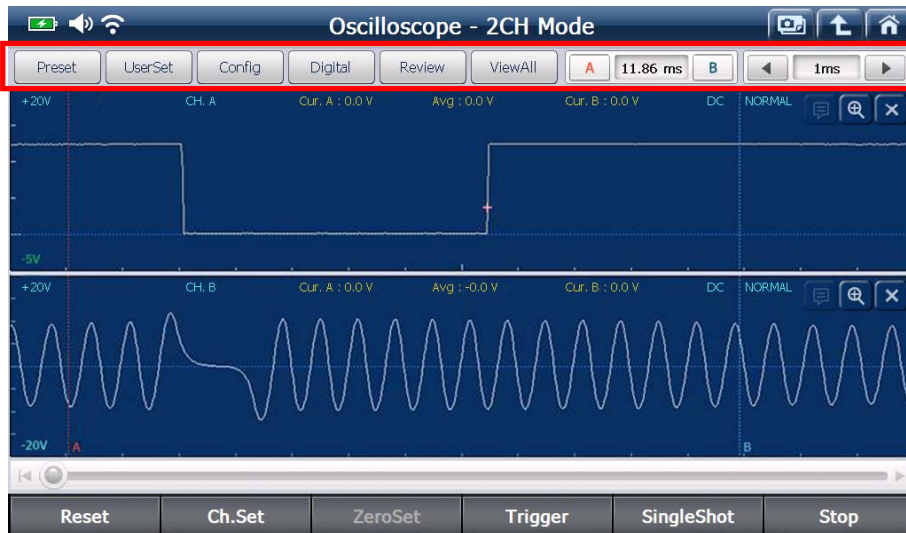 Oscilloscope - 2CH Mode
Preset UserSet Config Digital Review ViewAll A 11.86 ms B 1ms
+20V CH. A Cur. A : 0.0 V Avg : 0.0 V Cur. B : 0.0 V DC NORMAL
-5V
+20V CH. B Cur. A : 0.0 V Avg : -0.0 V Cur. B : 0.0 V DC NORMAL
-20V A B
Reset Ch.Set ZeroSet Trigger SingleShot Stop